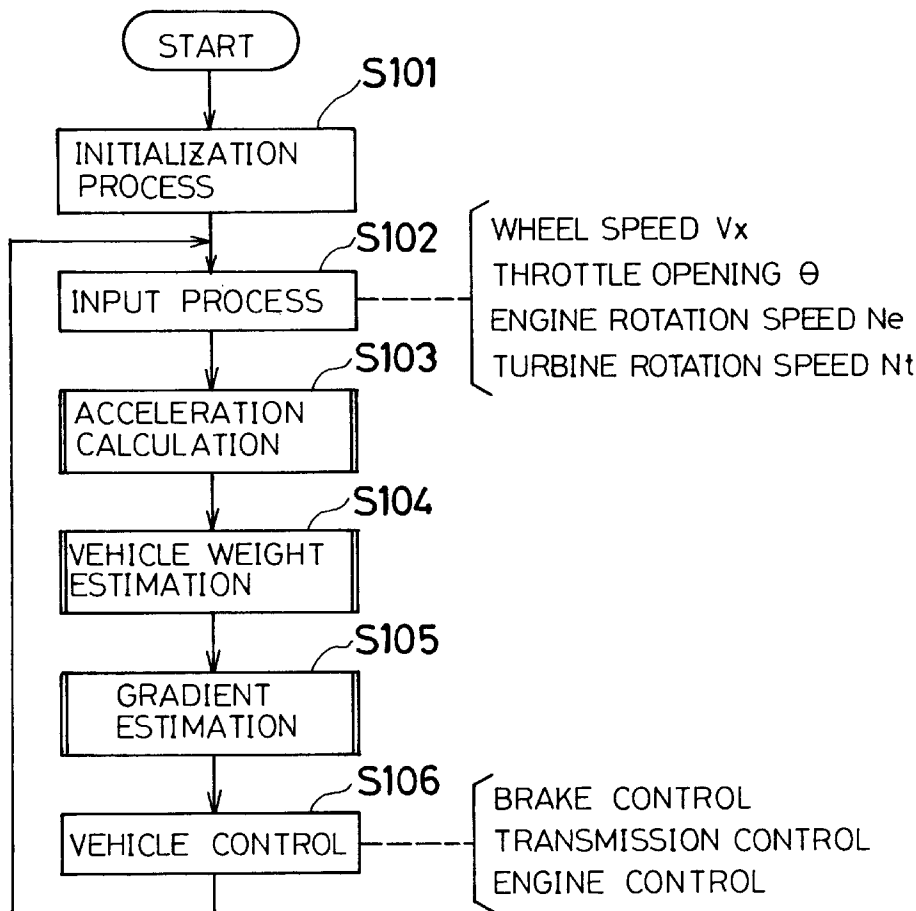 START
S101
INITIALIZATION
PROCESS
S102
INPUT PROCESS
WHEEL SPEED Vx
THROTTLE OPENING θ
ENGINE ROTATION SPEED Ne
TURBINE ROTATION SPEED Nt
S103
ACCELERATION
CALCULATION
S104
VEHICLE WEIGHT
ESTIMATION
S105
GRADIENT
ESTIMATION
S106
VEHICLE CONTROL
BRAKE CONTROL
TRANSMISSION CONTROL
ENGINE CONTROL